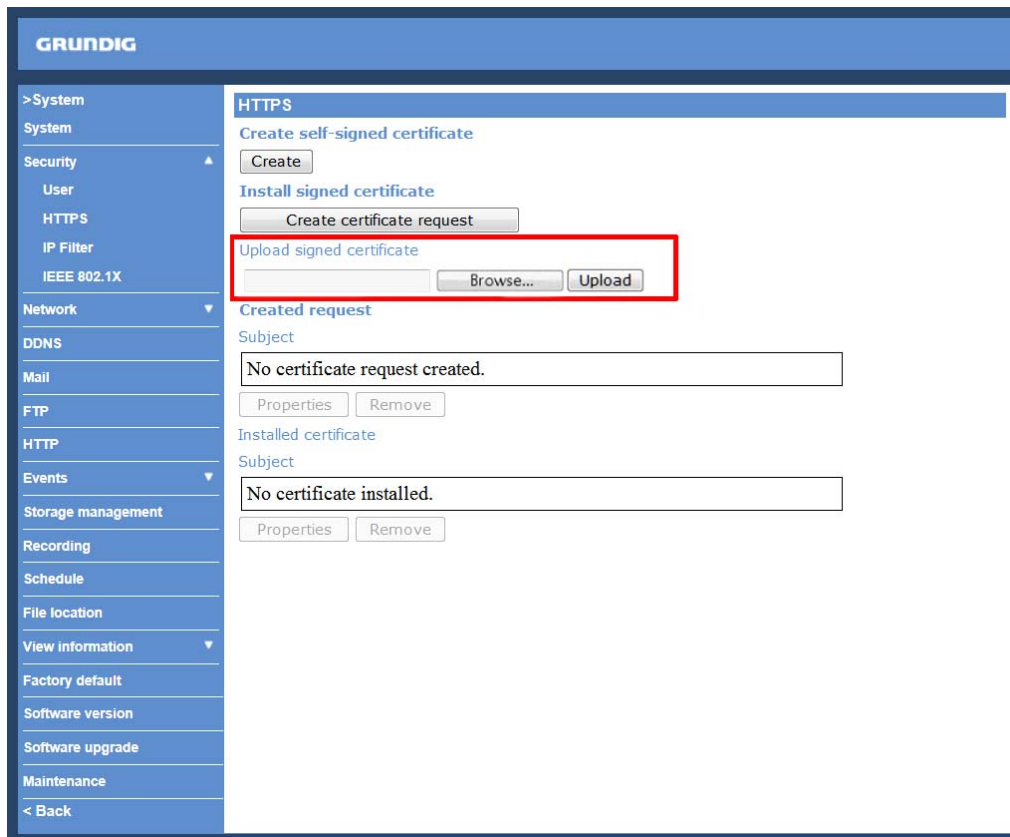 GRUNDIG
>System
System
Security
User
HTTPS
IP Filter
IEEE 802.1X
Network
DDNS
Mail
FTP
HTTP
Events
Storage management
Recording
Schedule
File location
View information
Factory default
Software version
Software upgrade
Maintenance
< Back
HTTPS
Create self-signed certificate
Create
Install signed certificate
Create certificate request
Upload signed certificate
Browse... Upload
Created request
Subject
No certificate request created.
Properties Remove
Installed certificate
Subject
No certificate installed.
Properties Remove